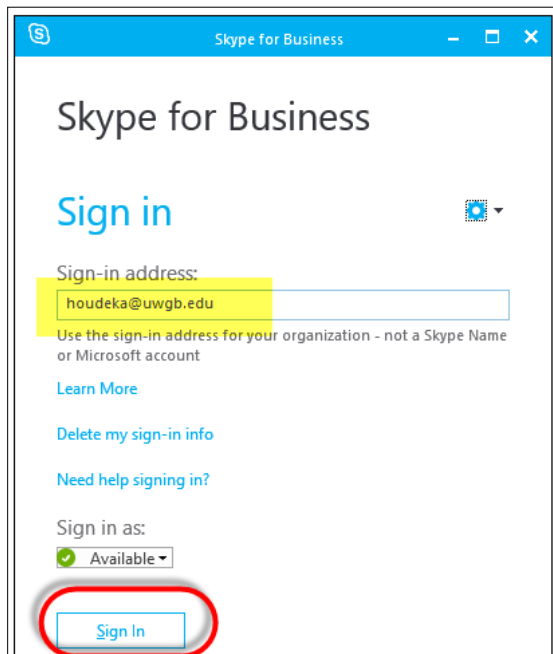 Skype for Business
Skype for Business
Sign in
Sign-in address:
houdeka@uwgb.edu
Use the sign-in address for your organization - not a Skype Name
or Microsoft account
Learn More
Delete my sign-in info
Need help signing in?
Sign in as:
Available
Sign In